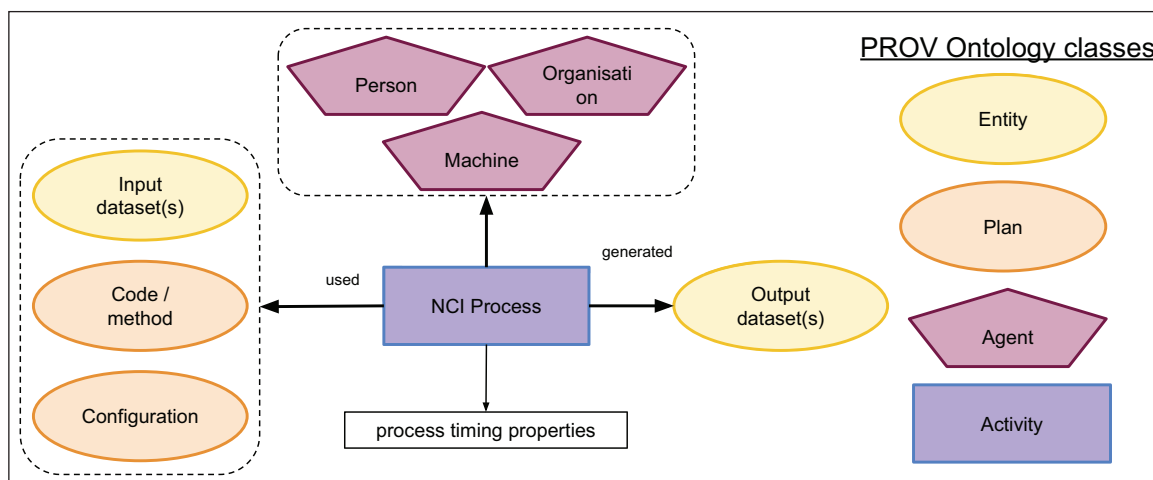 PROV Ontology classes
Person
Organisati
on
Machine
Entity
Input
dataset(s)
Plan
used
generated
Code /
method
NCI Process
Output
dataset(s)
Agent
Configuration
process timing properties
Activity